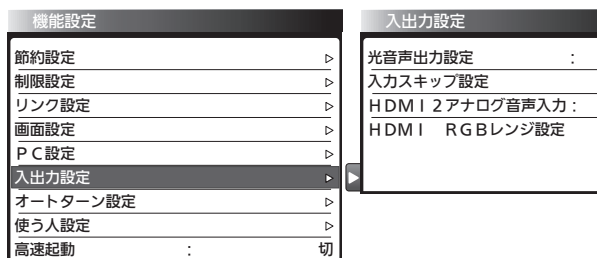 機能設定
節約設定
制限設定
リンク設定
画面設定
ＰＣ設定
入出力設定
オートターン設定
使う人設定
高速起動 ： 切
入出力設定
光音声出力設定 ：
入力スキップ設定
ＨＤＭＩ２アナログ音声入力：
ＨＤＭＩ　ＲＧＢレンジ設定